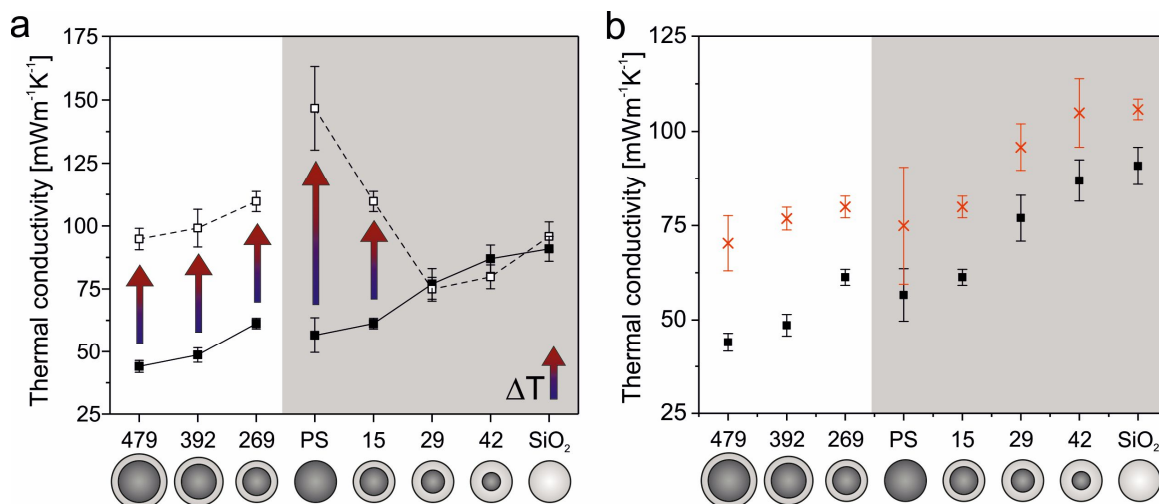 a
Thermal conductivity [mWm⁻¹K⁻¹]
175
150
125
100
75
50
25
ΔT
479 392 269 PS 15 29 42 SiO₂
b
Thermal conductivity [mWm⁻¹K⁻¹]
125
100
75
50
25
479 392 269 PS 15 29 42 SiO₂